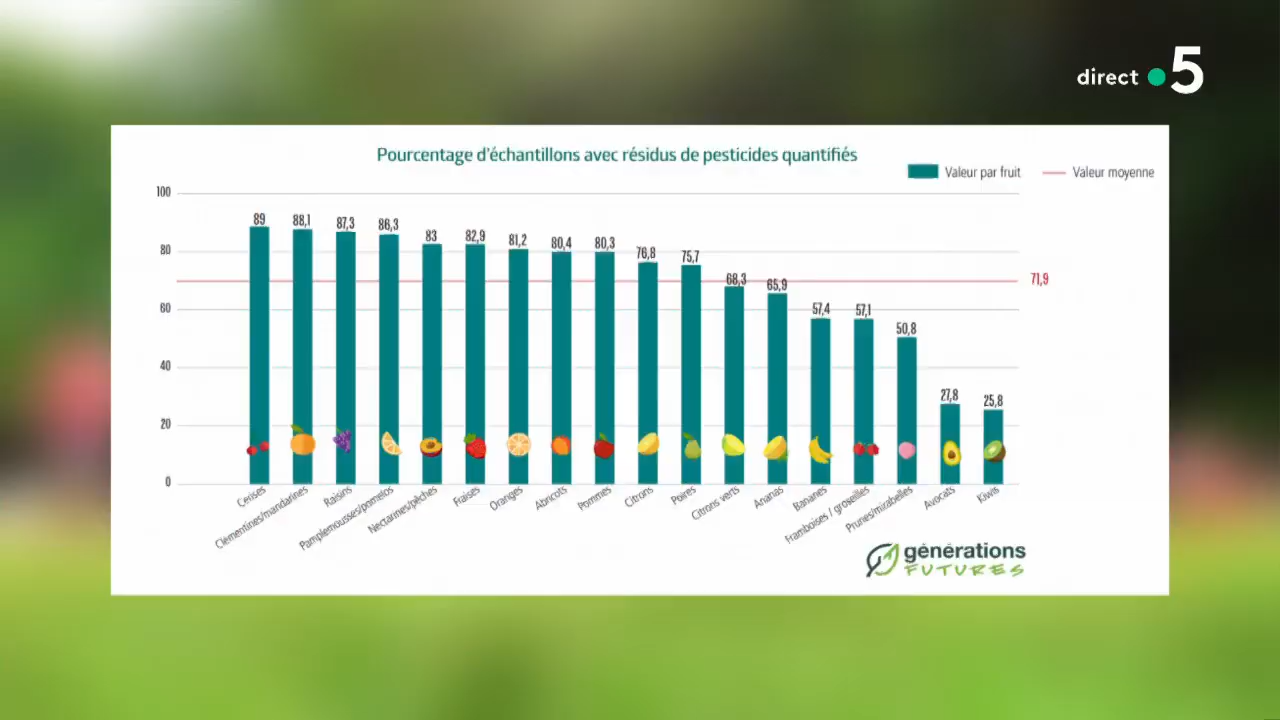 direct 5
Pourcentage d'échantillons avec résidus de pesticides quantifiés
Valeur par fruit
Valeur moyenne
100
80
60
40
20
0
89
88,1
87,3
86,3
83
82,9
81,2
80,4
80,3
76,8
75,7
68,3
65,9
57,4
57,1
50,8
27,8
25,8
71,9
Cerises
Clémentines/mandarines
Raisins
Pamplemousses/pomelos
Nectarines/pêches
Fraises
Oranges
Abricots
Pommes
Citrons
Poires
Citrons verts
Ananas
Bananes
Framboises / groseilles
Prunes/mirabelles
Avocats
Kiwis
générations
FUTURES